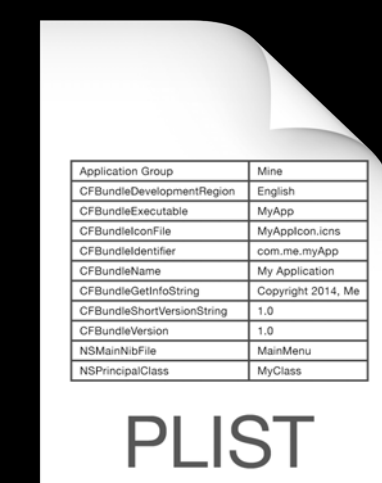 Application Group Mine
CFBundleDevelopmentRegion English
CFBundleExecutable MyApp
CFBundleIconFile MyAppIcon.icns
CFBundleIdentifier com.me.myApp
CFBundleName My Application
CFBundleGetInfoString Copyright 2014, Me
CFBundleShortVersionString 1.0
CFBundleVersion 1.0
NSMainNibFile MainMenu
NSPrincipalClass MyClass
PLIST